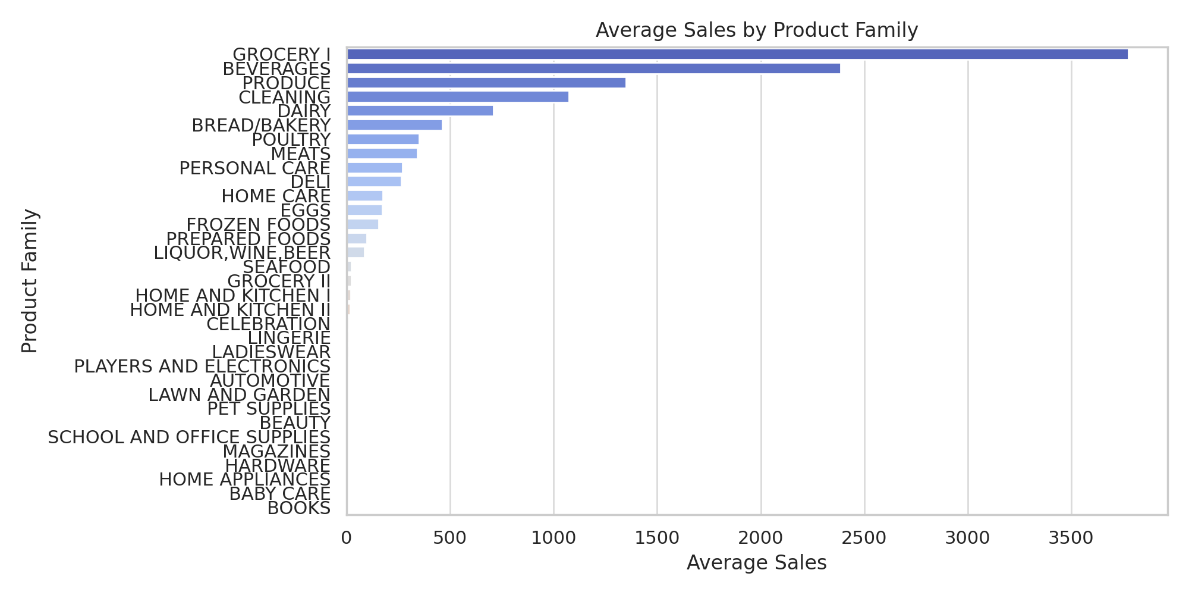 Average Sales by Product Family
Product Family
GROCERY I
BEVERAGES
PRODUCE
CLEANING
DAIRY
BREAD/BAKERY
POULTRY
MEATS
PERSONAL CARE
DELI
HOME CARE
EGGS
FROZEN FOODS
PREPARED FOODS
LIQUOR,WINE,BEER
SEAFOOD
GROCERY II
HOME AND KITCHEN I
HOME AND KITCHEN II
CELEBRATION
LINGERIE
LADIESWEAR
PLAYERS AND ELECTRONICS
AUTOMOTIVE
LAWN AND GARDEN
PET SUPPLIES
BEAUTY
SCHOOL AND OFFICE SUPPLIES
MAGAZINES
HARDWARE
HOME APPLIANCES
BABY CARE
BOOKS
0 500 1000 1500 2000 2500 3000 3500
Average Sales